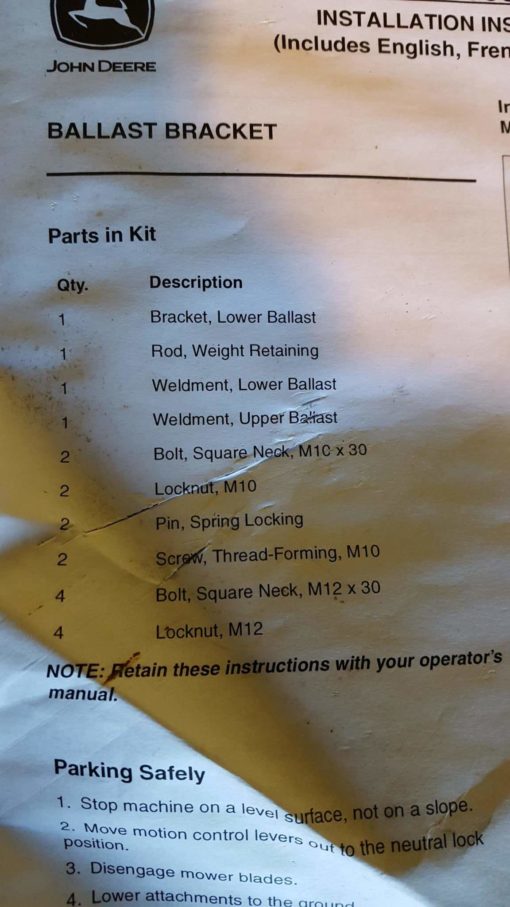 INSTALLATION INS
(Includes English, Fren
JOHN DEERE
BALLAST BRACKET
Parts in Kit
Qty. Description
1 Bracket, Lower Ballast
1 Rod, Weight Retaining
1 Weldment, Lower Ballast
1 Weldment, Upper Ballast
2 Bolt, Square Neck, M10 x 30
2 Locknut, M10
2 Pin, Spring Locking
2 Screw, Thread-Forming, M10
4 Bolt, Square Neck, M12 x 30
4 Locknut, M12
NOTE: Retain these instructions with your operator's
manual.
Parking Safely
1. Stop machine on a level surface, not on a slope.
2. Move motion control levers out to the neutral lock
position.
3. Disengage mower blades.
4. Lower attachments to the ground